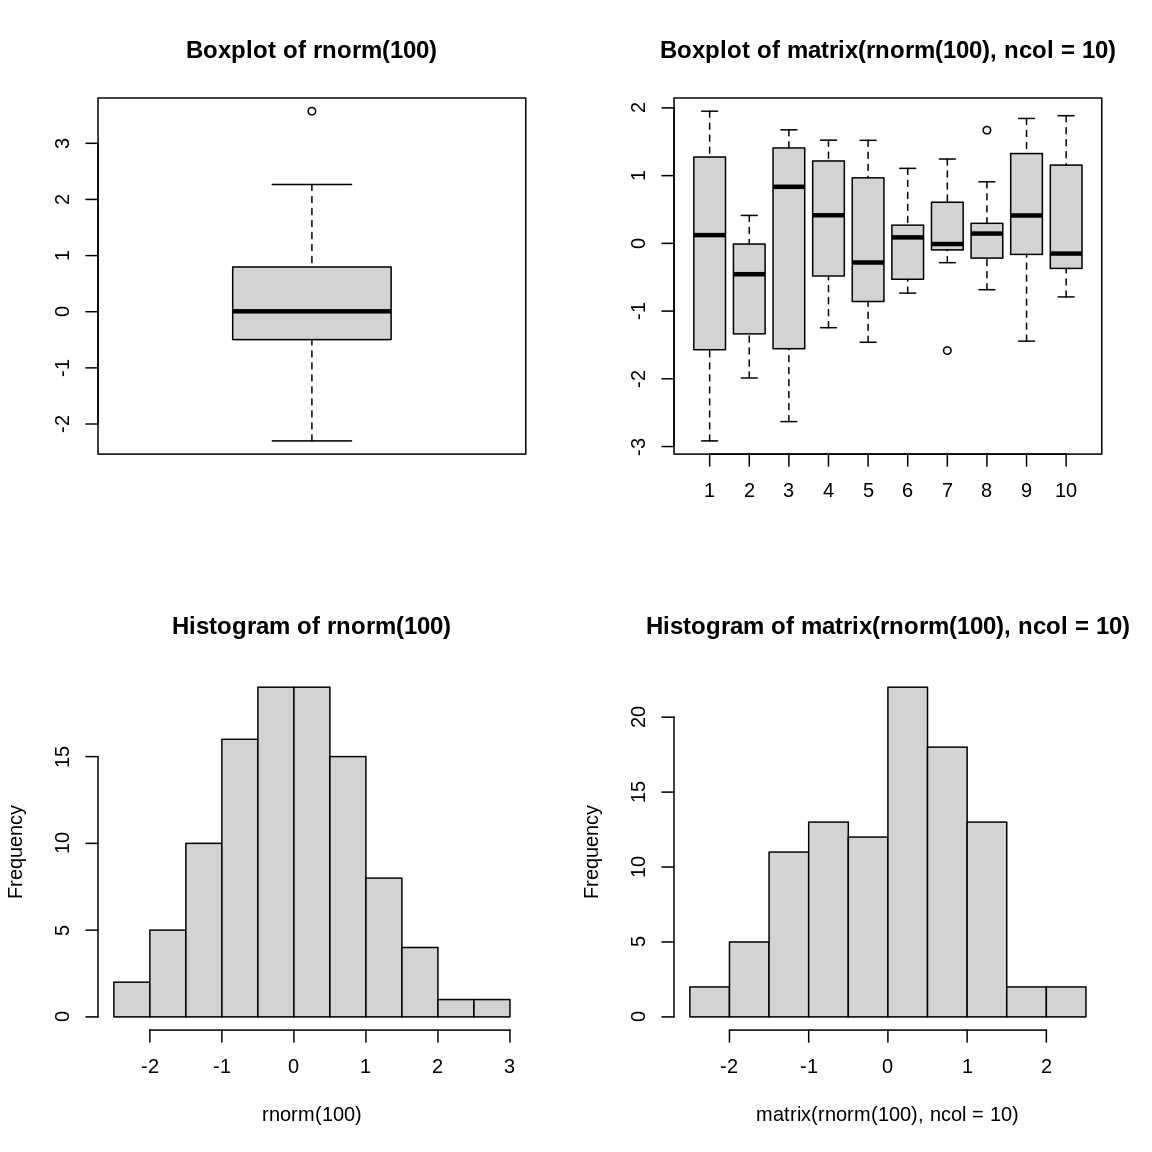 Boxplot of rnorm(100)
3
2
1
0
-1
-2
Boxplot of matrix(rnorm(100), ncol = 10)
2
1
0
-1
-2
-3
1 2 3 4 5 6 7 8 9 10
Histogram of rnorm(100)
Frequency
15
10
5
0
-2 -1 0 1 2 3
rnorm(100)
Histogram of matrix(rnorm(100), ncol = 10)
Frequency
20
15
10
5
0
-2 -1 0 1 2
matrix(rnorm(100), ncol = 10)